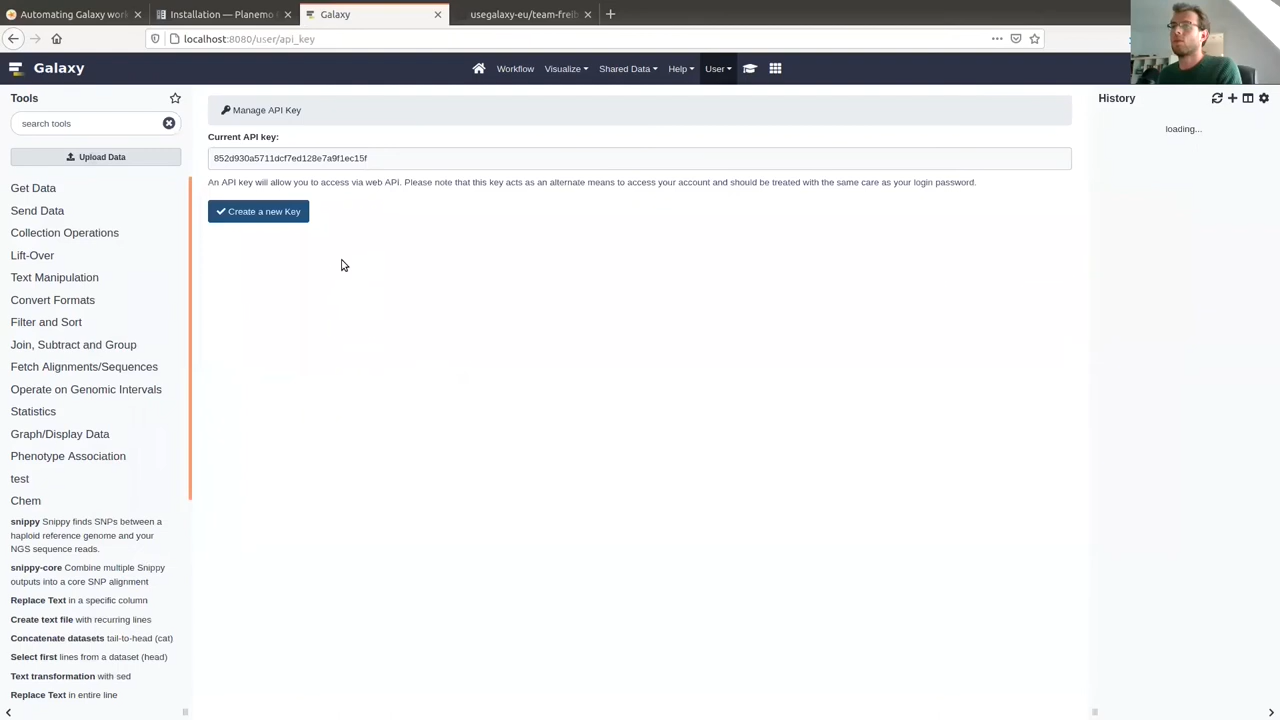 Automating Galaxy work
Installation — Planemo
Galaxy
usegalaxy-eu/team-freib
localhost:8080/user/api_key
Galaxy
Workflow
Visualize
Shared Data
Help
User
Tools
search tools
Upload Data
Get Data
Send Data
Collection Operations
Lift-Over
Text Manipulation
Convert Formats
Filter and Sort
Join, Subtract and Group
Fetch Alignments/Sequences
Operate on Genomic Intervals
Statistics
Graph/Display Data
Phenotype Association
test
Chem
snippy Snippy finds SNPs between a
haploid reference genome and your
NGS sequence reads.
snippy-core Combine multiple Snippy
outputs into a core SNP alignment
Replace Text in a specific column
Create text file with recurring lines
Concatenate datasets tail-to-head (cat)
Select first lines from a dataset (head)
Text transformation with sed
Replace Text in entire line
Manage API Key
Current API key:
852d930a5711dcf7ed128e7a9f1ec15f
An API key will allow you to access via web API. Please note that this key acts as an alternate means to access your account and should be treated with the same care as your login password.
Create a new Key
History
loading...